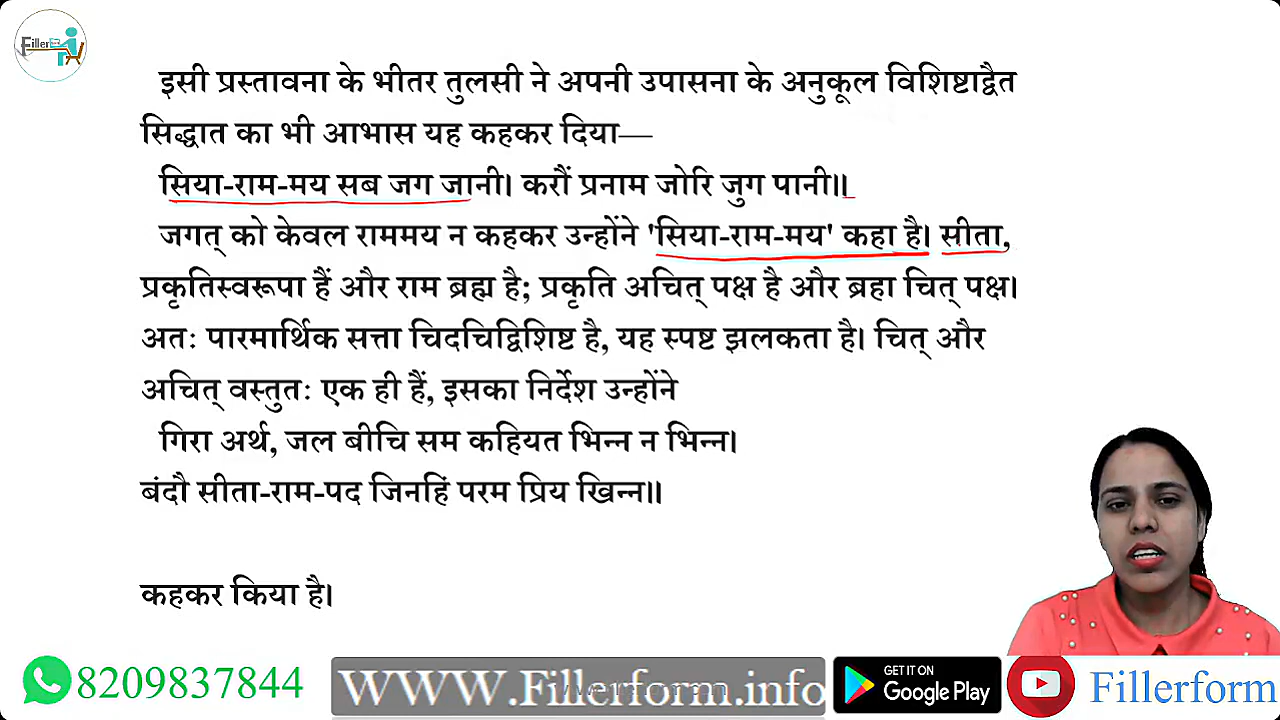 Filler
इसी प्रस्तावना के भीतर तुलसी ने अपनी उपासना के अनुकूल विशिष्टाद्वैत
सिद्धात का भी आभास यह कहकर दिया—
सिया-राम-मय सब जग जानी। करौं प्रनाम जोरि जुग पानी॥
जगत् को केवल राममय न कहकर उन्होंने 'सिया-राम-मय' कहा है। सीता,
प्रकृतिस्वरूपा हैं और राम ब्रह्म है; प्रकृति अचित् पक्ष है और ब्रहा चित् पक्ष।
अतः पारमार्थिक सत्ता चिदचिद्विशिष्ट है, यह स्पष्ट झलकता है। चित् और
अचित् वस्तुतः एक ही हैं, इसका निर्देश उन्होंने
गिरा अर्थ, जल बीचि सम कहियत भिन्न न भिन्न।
बंदौ सीता-राम-पद जिनहिं परम प्रिय खिन्न॥
कहकर किया है।
8209837844
www.Fillerform.info
GET IT ON
Google Play
Fillerform